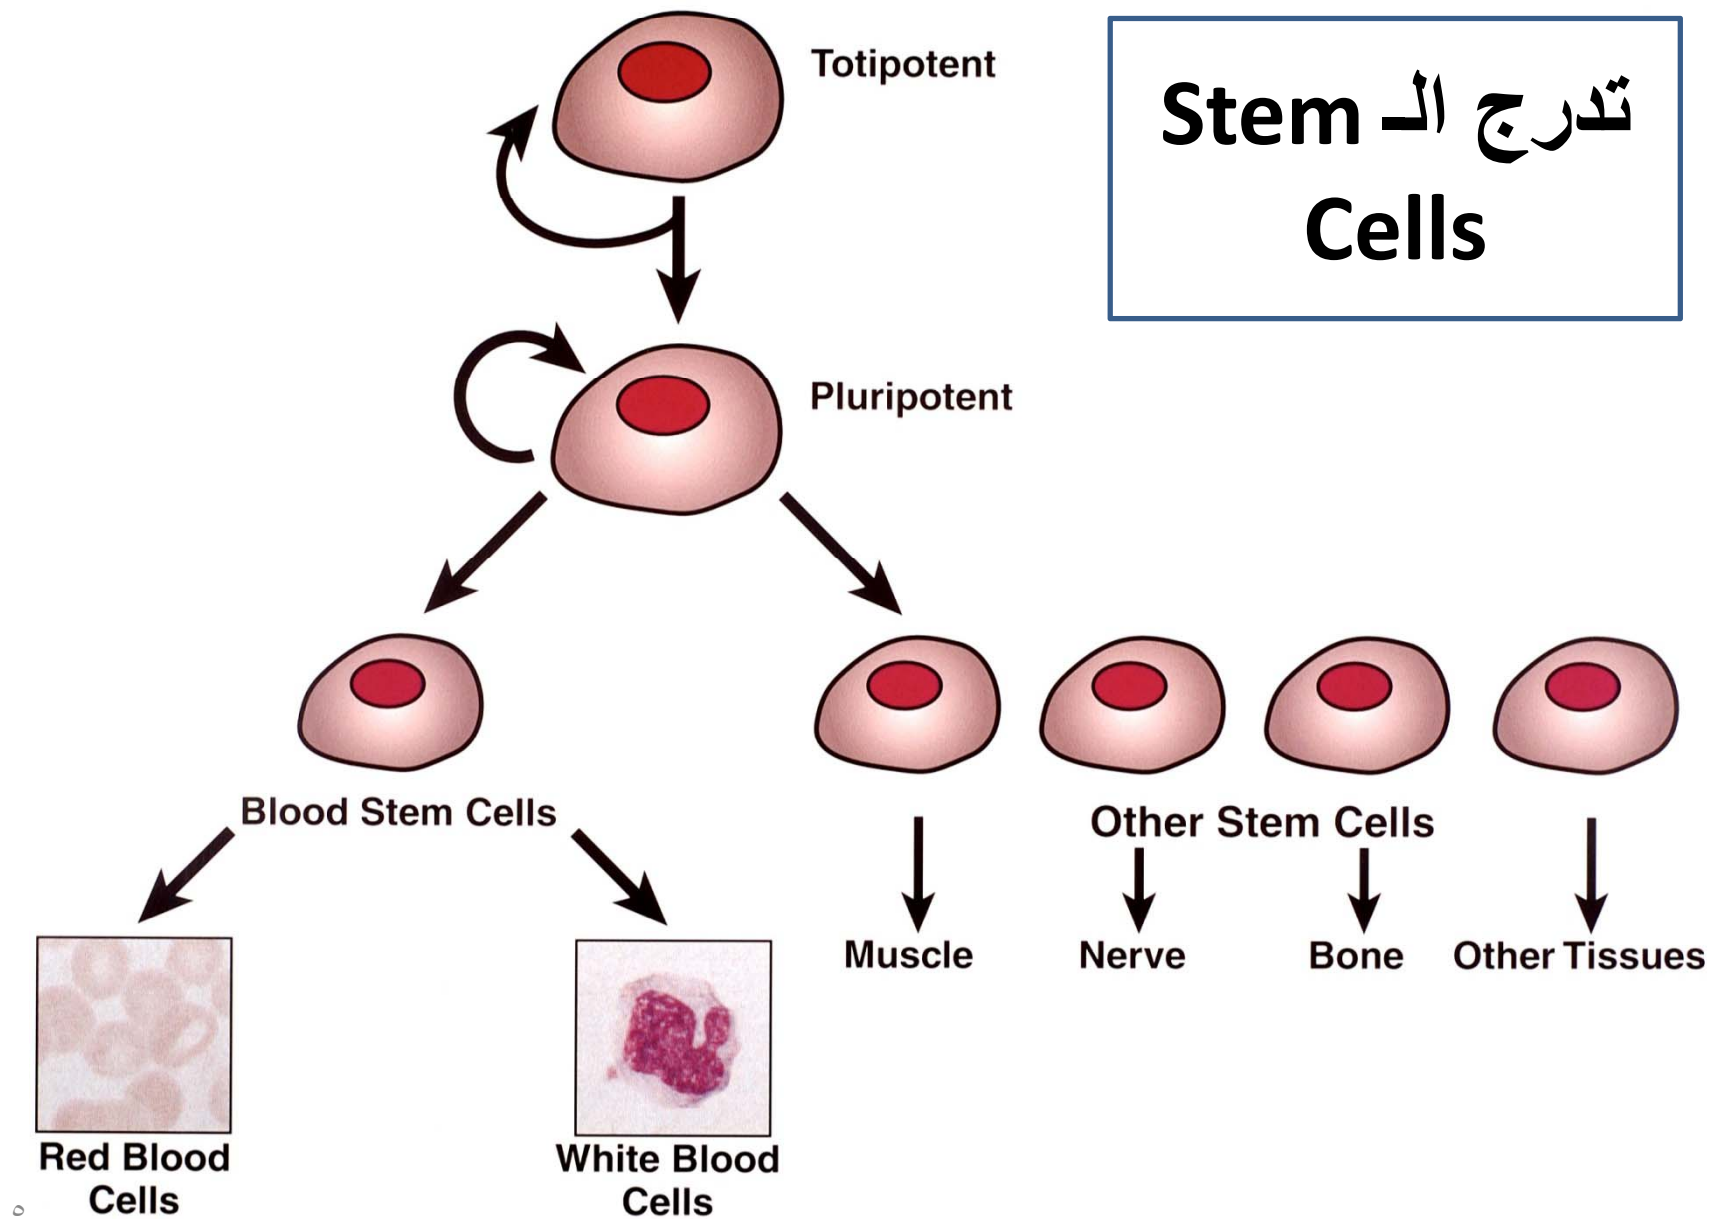 تدرج الـ Stem
Cells
Totipotent
Pluripotent
Blood Stem Cells
Other Stem Cells
Muscle
Nerve
Bone
Other Tissues
Red Blood
Cells
White Blood
Cells
٥